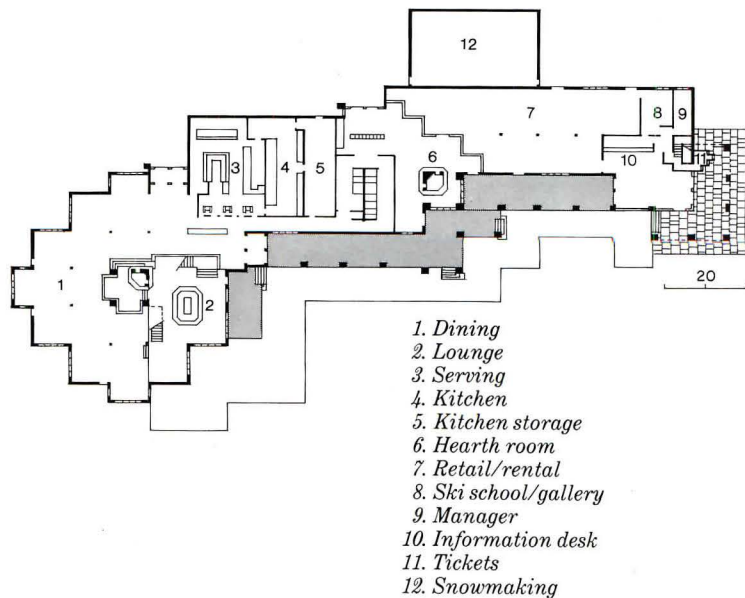 12
7
8
9
3
4
5
6
10
11
1
2
20
1. Dining
2. Lounge
3. Serving
4. Kitchen
5. Kitchen storage
6. Hearth room
7. Retail/rental
8. Ski school/gallery
9. Manager
10. Information desk
11. Tickets
12. Snowmaking